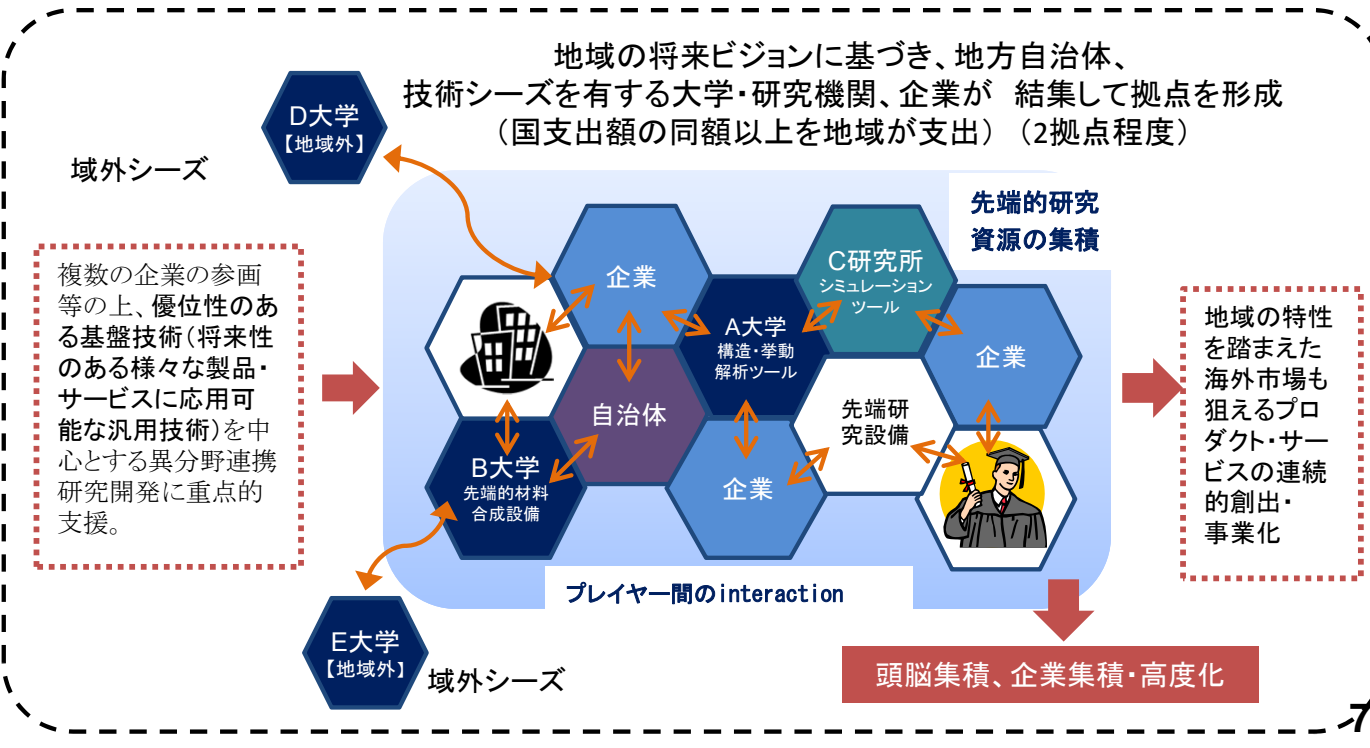 地域の将来ビジョンに基づき、地方自治体、
技術シーズを有する大学・研究機関、企業が 結集して拠点を形成
（国支出額の同額以上を地域が支出）（2拠点程度）
D大学
【地域外】
域外シーズ
先端的研究
資源の集積
複数の企業の参画
等の上、優位性のあ
る基盤技術（将来性
のある様々な製品・
サービスに応用可
能な汎用技術）を中
心とする異分野連携
研究開発に重点的
支援。
企業
C研究所
シミュレーション
ツール
A大学
構造・挙動
解析ツール
企業
自治体
先端研
究設備
B大学
先端的材料
合成設備
企業
地域の特性
を踏まえた
海外市場も
狙えるプロ
ダクト・サー
ビスの連続
的創出・
事業化
プレイヤー間のinteraction
E大学
【地域外】
域外シーズ
頭脳集積、企業集積・高度化
7